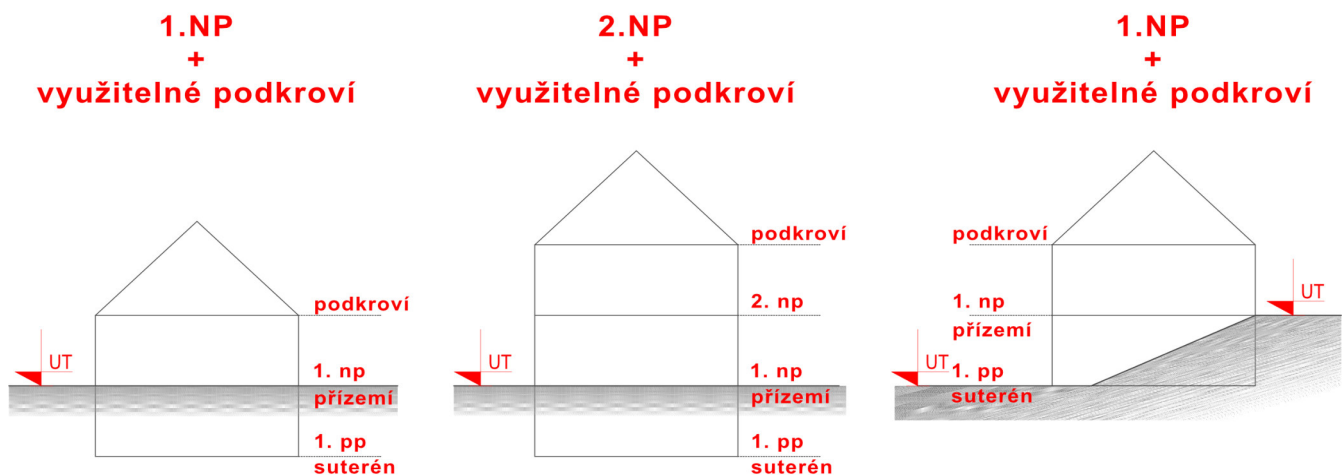 1.NP
+
využitelné podkroví
podkroví
UT
1. np
přízemí
1. pp
suterén
2.NP
+
využitelné podkroví
podkroví
2. np
UT
1. np
přízemí
1. pp
suterén
1.NP
+
využitelné podkroví
podkroví
1. np
UT
přízemí
UT
1. pp
suterén